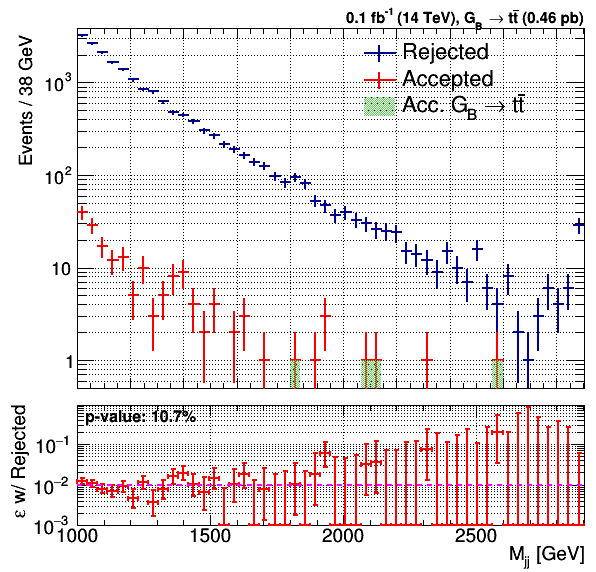 0.1 fb⁻¹ (14 TeV), G_B → tt̄ (0.46 pb)
Events / 38 GeV
10³
10²
10
1
Rejected
Accepted
Acc. G_B → tt̄
ε w/ Rejected
p-value: 10.7%
10⁻¹
10⁻²
10⁻³
1000 1500 2000 2500
M_jj [GeV]